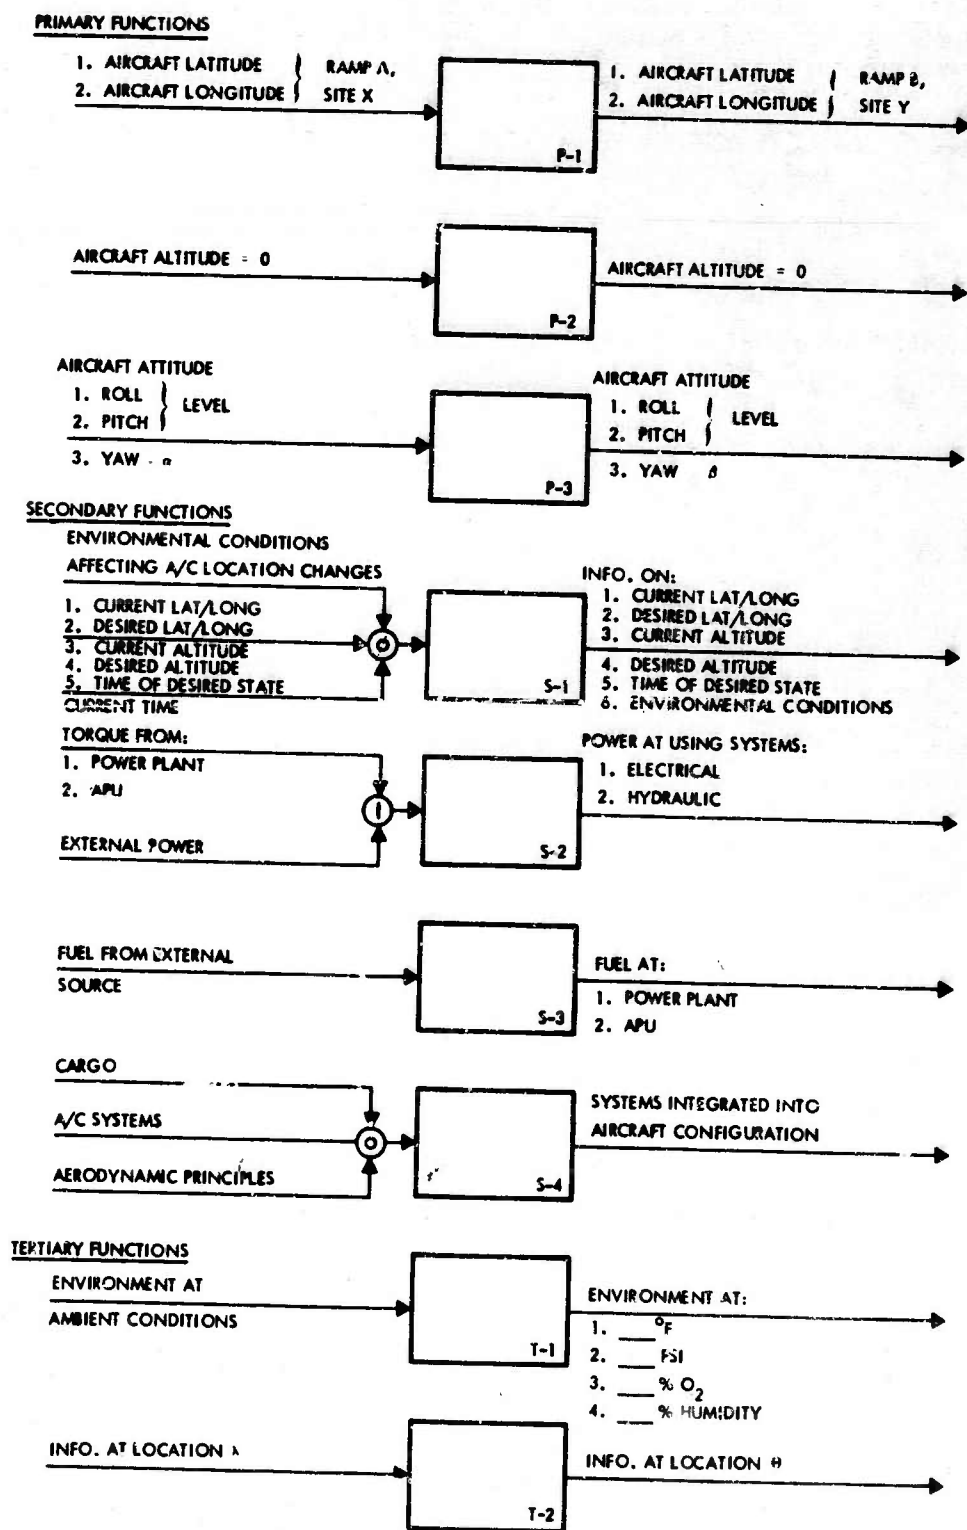 PRIMARY FUNCTIONS
1. AIRCRAFT LATITUDE } RAMP A,
2. AIRCRAFT LONGITUDE } SITE X
P-1
1. AIRCRAFT LATITUDE } RAMP B,
2. AIRCRAFT LONGITUDE } SITE Y
AIRCRAFT ALTITUDE = 0
P-2
AIRCRAFT ALTITUDE = 0
AIRCRAFT ATTITUDE
1. ROLL } LEVEL
2. PITCH
3. YAW - α
P-3
AIRCRAFT ATTITUDE
1. ROLL } LEVEL
2. PITCH
3. YAW β
SECONDARY FUNCTIONS
ENVIRONMENTAL CONDITIONS
AFFECTING A/C LOCATION CHANGES
1. CURRENT LAT/LONG
2. DESIRED LAT/LONG
3. CURRENT ALTITUDE
4. DESIRED ALTITUDE
5. TIME OF DESIRED STATE
CURRENT TIME
S-1
INFO. ON:
1. CURRENT LAT/LONG
2. DESIRED LAT/LONG
3. CURRENT ALTITUDE
4. DESIRED ALTITUDE
5. TIME OF DESIRED STATE
6. ENVIRONMENTAL CONDITIONS
TORQUE FROM:
1. POWER PLANT
2. APU
EXTERNAL POWER
S-2
POWER AT USING SYSTEMS:
1. ELECTRICAL
2. HYDRAULIC
FUEL FROM EXTERNAL
SOURCE
S-3
FUEL AT:
1. POWER PLANT
2. APU
CARGO
A/C SYSTEMS
AERODYNAMIC PRINCIPLES
S-4
SYSTEMS INTEGRATED INTO
AIRCRAFT CONFIGURATION
TERTIARY FUNCTIONS
ENVIRONMENT AT
AMBIENT CONDITIONS
T-1
ENVIRONMENT AT:
1. ___ °F
2. ___ PSI
3. ___ % O2
4. ___ % HUMIDITY
INFO. AT LOCATION
T-2
INFO. AT LOCATION